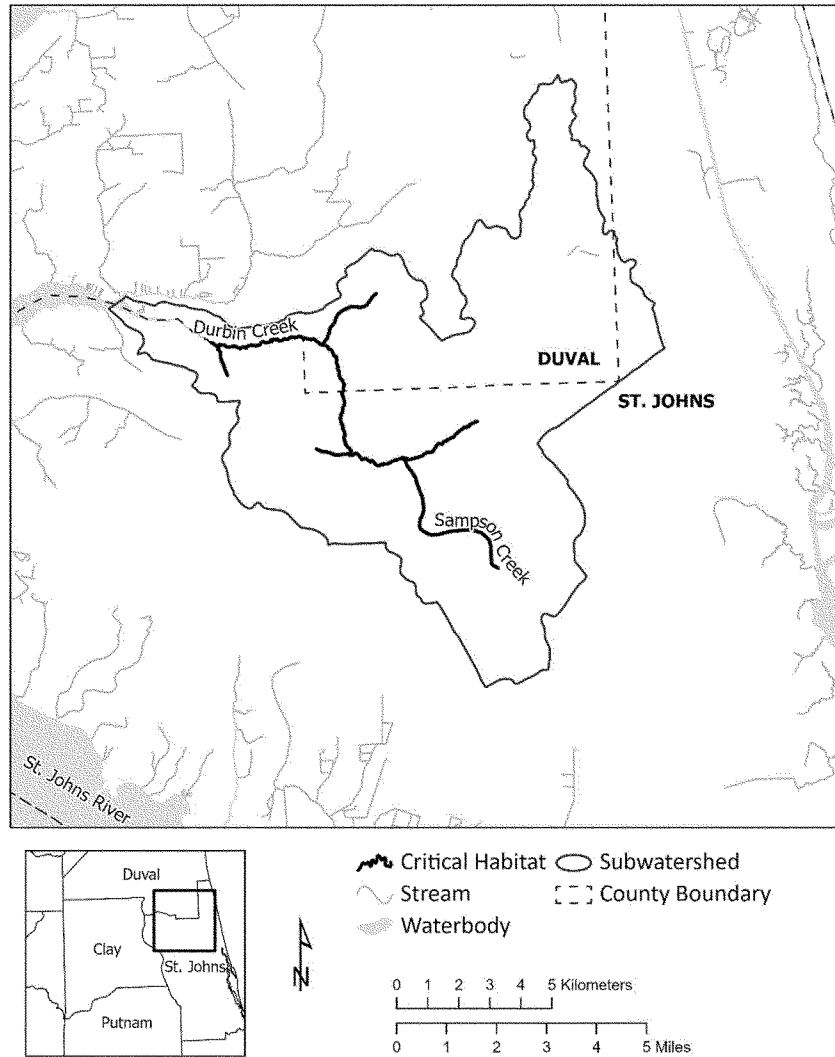 Durbin Creek
DUVAL
ST. JOHNS
Sampson Creek
St. Johns River
Critical Habitat
Subwatershed
Stream
County Boundary
Waterbody
Duval
Clay
St. Johns
Putnam
N
0 1 2 3 4 5 Kilometers
0 1 2 3 4 5 Miles